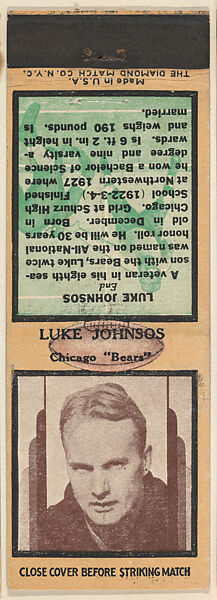 LUKE JOHNSOS
Chicago "Bears"
CLOSE COVER BEFORE STRIKING MATCH
LUKE JOHNSOS
End
A veteran in his eighth sea-
son with the Bears, Luke twice
was named on the All-National
honor roll. He will be 30 years
old in December. Born in
Chicago. Grid at Schurz High
School (1922-3-4.) Finished
at Northwestern 1927 where
he won a Bachelor of Science
degree and nine varsity a-
wards. Is 6 ft. 2 in. in height
and weighs 190 pounds. Is
married.
THE DIAMOND MATCH CO. N.Y.C.
Made in U.S.A.